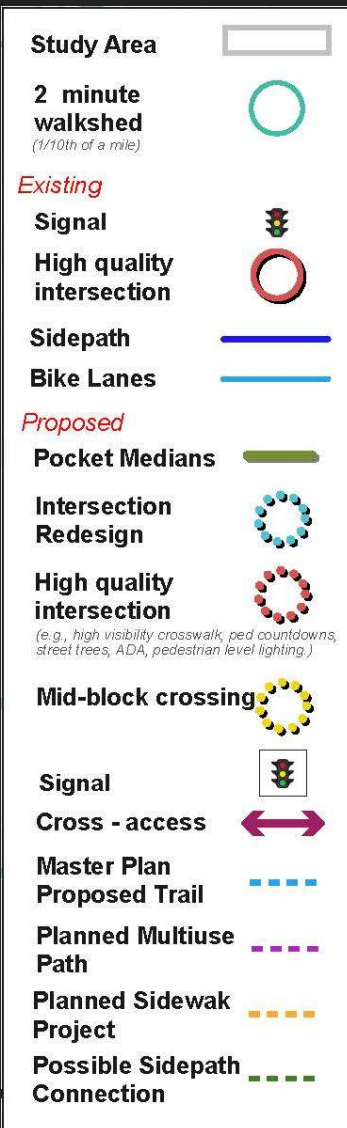 Study Area
2 minute
walkshed
(1/10th of a mile)
Existing
Signal
High quality
intersection
Sidepath
Bike Lanes
Proposed
Pocket Medians
Intersection
Redesign
High quality
intersection
(e.g., high visibility crosswalk, ped countdowns,
street trees, ADA, pedestrian level lighting.)
Mid-block crossing
Signal
Cross - access
Master Plan
Proposed Trail
Planned Multiuse
Path
Planned Sidewak
Project
Possible Sidepath
Connection